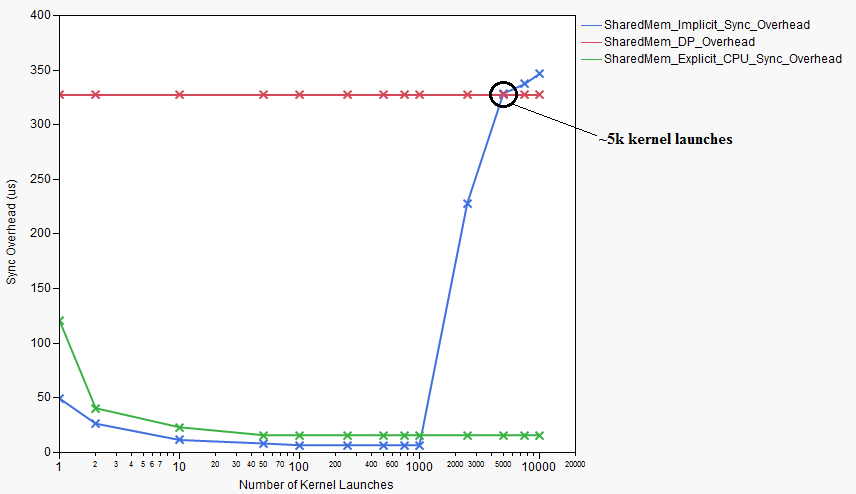 400
350
300
250
200
150
100
50
0
Sync Overhead (us)
1 2 3 4 5 6 7 10 20 30 40 50 70 100 200 400 600 1000 2000 3000 5000 10000 20000
Number of Kernel Launches
SharedMem_Implicit_Sync_Overhead
SharedMem_DP_Overhead
SharedMem_Explicit_CPU_Sync_Overhead
~5k kernel launches